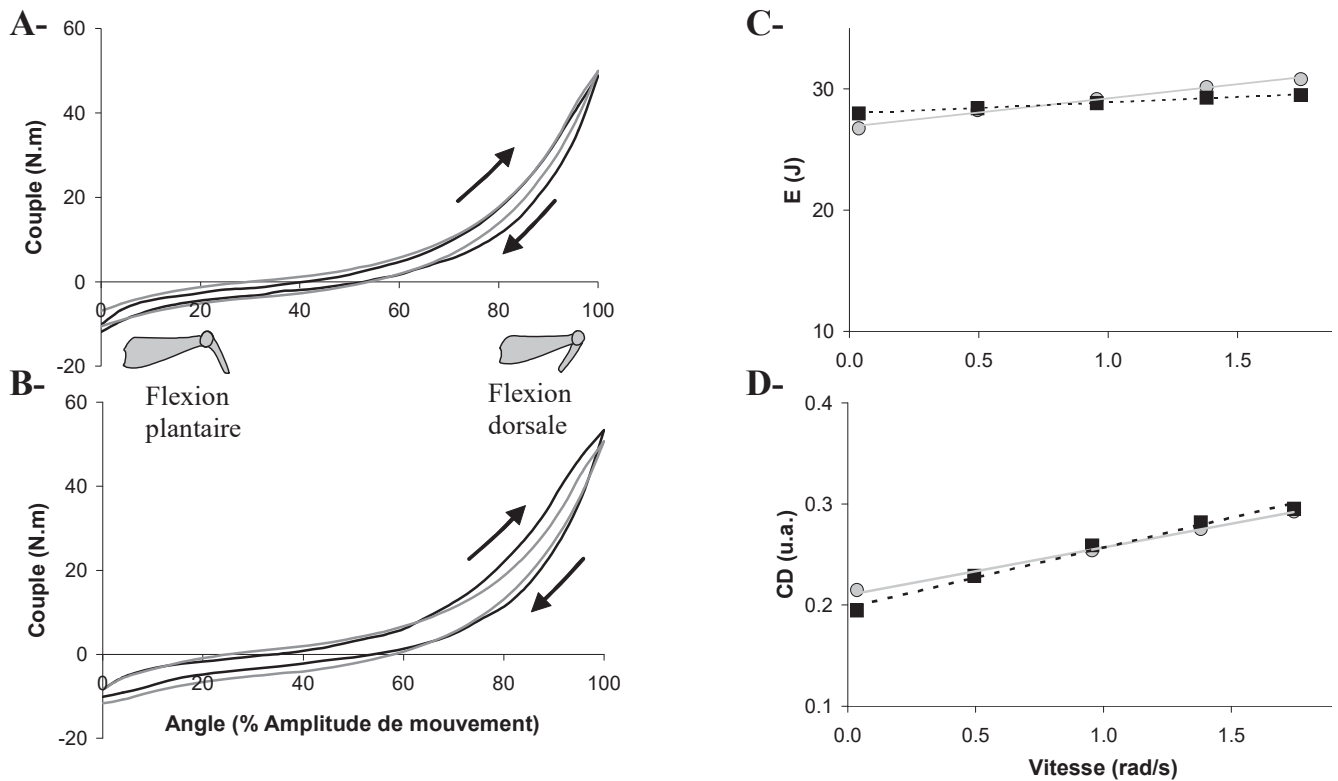 A-
60
40
20
0
-20
Couple (N.m)
0 20 40 60 80 100
Flexion
plantaire
Flexion
dorsale
B-
60
40
20
0
-20
Couple (N.m)
0 20 40 60 80 100
Angle (% Amplitude de mouvement)
C-
30
20
10
E (J)
0.0 0.5 1.0 1.5
D-
0.4
0.3
0.2
0.1
CD (u.a.)
0.0 0.5 1.0 1.5
Vitesse (rad/s)